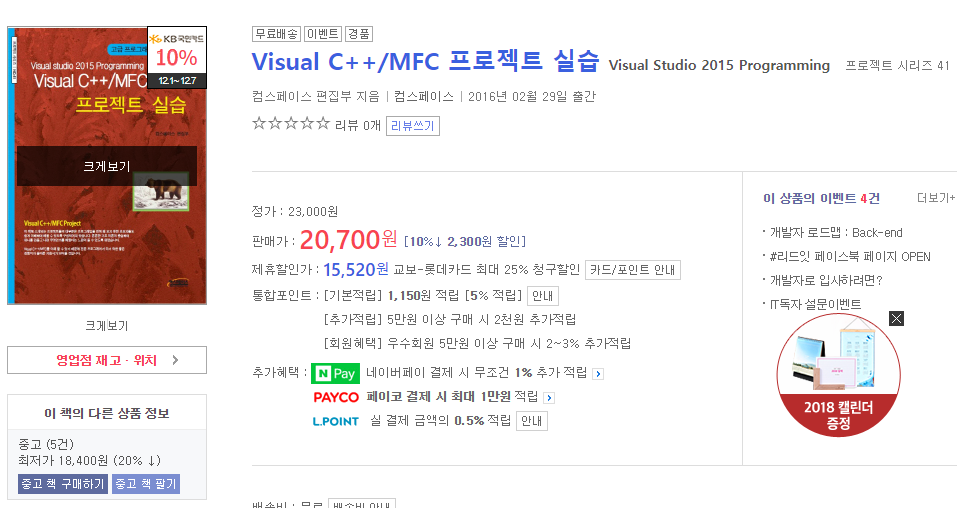 KB국민카드
10%
12.1~12.7
고급 프로그래
Visual studio 2015 Programming
Visual C++/MFC
프로젝트 실습
크게보기
Visual C++/MFC Project
크게보기
영업점 재고 · 위치
이 책의 다른 상품 정보
중고 (5건)
최저가 18,400원 (20% ↓)
중고 책 구매하기 중고 책 팔기
무료배송 이벤트 경품
Visual C++/MFC 프로젝트 실습 Visual Studio 2015 Programming 프로젝트 시리즈 41
컴스페이스 편집부 지음 | 컴스페이스 | 2016년 02월 29일 출간
☆☆☆☆☆ 리뷰 0개 리뷰쓰기
정가 : 23,000원
판매가 : 20,700원 [10%↓ 2,300원 할인]
제휴할인가 : 15,520원 교보-롯데카드 최대 25% 청구할인 카드/포인트 안내
통합포인트 : [기본적립] 1,150원 적립 [5% 적립] 안내
[추가적립] 5만원 이상 구매 시 2천원 추가적립
[회원혜택] 우수회원 5만원 이상 구매 시 2~3% 추가적립
추가혜택 : N Pay 네이버페이 결제 시 무조건 1% 추가 적립
PAYCO 페이코 결제 시 최대 1만원 적립
L.POINT 실 결제 금액의 0.5% 적립 안내
배송비 : 무료 배송비 안내
이 상품의 이벤트 4건 더보기+
· 개발자 로드맵 : Back-end
· #리드잇 페이스북 페이지 OPEN
· 개발자로 입사하려면?
· IT독자 설문이벤트
2018 캘린더
증정